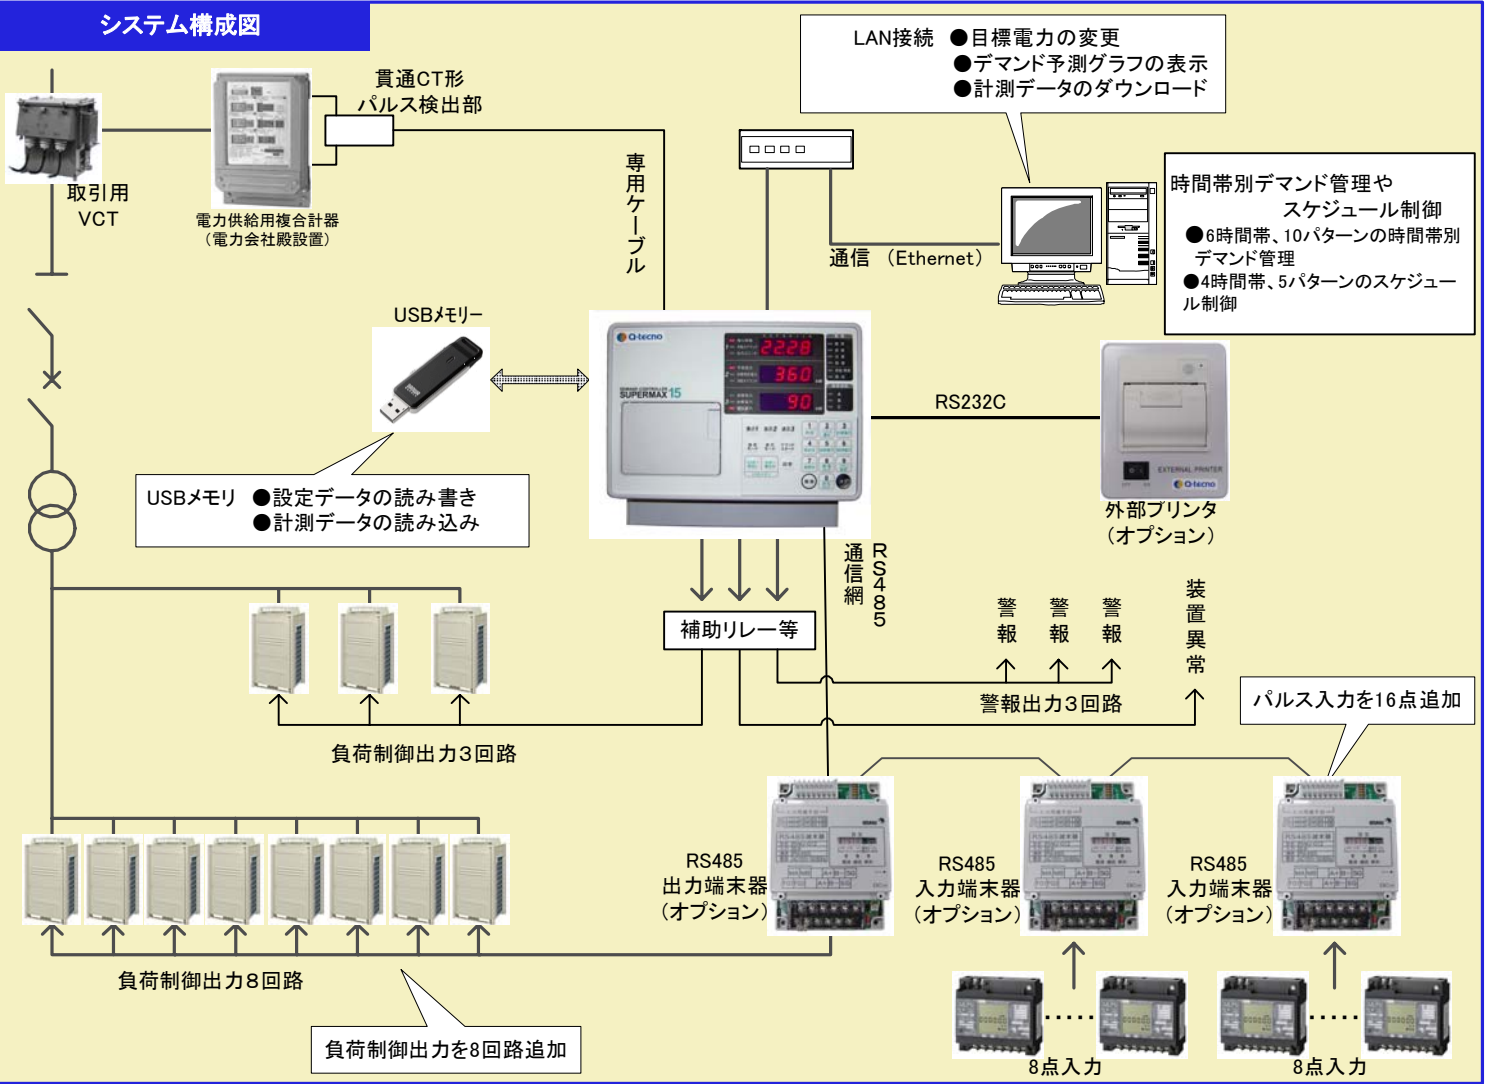 システム構成図
LAN接続 ●目標電力の変更
●デマンド予測グラフの表示
●計測データのダウンロード
貫通CT形
パルス検出部
取引用
VCT
電力供給用複合計器
（電力会社殿設置）
専用ケーブル
通信 （Ethernet）
時間帯別デマンド管理や
スケジュール制御
●6時間帯、10パターンの時間帯別
デマンド管理
●4時間帯、5パターンのスケジュー
ル制御
USBメモリー
Q-tecno
SUPERMAX 15
22.28
360
90
RS232C
EXTERNAL PRINTER
Q-tecno
外部プリンタ
（オプション）
USBメモリ ●設定データの読み書き
●計測データの読み込み
RS485
通信網
補助リレー等
警報
警報
警報
装置異常
警報出力3回路
負荷制御出力3回路
パルス入力を16点追加
RS485
出力端末器
（オプション）
RS485
入力端末器
（オプション）
RS485
入力端末器
（オプション）
負荷制御出力8回路
負荷制御出力を8回路追加
8点入力
8点入力